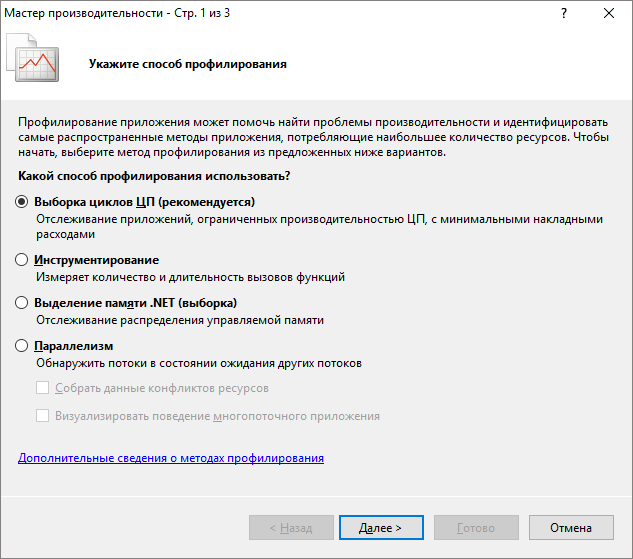 Мастер производительности - Стр. 1 из 3
?
Укажите способ профилирования
Профилирование приложения может помочь найти проблемы производительности и идентифицировать
самые распространенные методы приложения, потребляющие наибольшее количество ресурсов. Чтобы
начать, выберите метод профилирования из предложенных ниже вариантов.
Какой способ профилирования использовать?
Выборка циклов ЦП (рекомендуется)
Отслеживание приложений, ограниченных производительностью ЦП, с минимальными накладными
расходами
Инструментирование
Измеряет количество и длительность вызовов функций
Выделение памяти .NET (выборка)
Отслеживание распределения управляемой памяти
Параллелизм
Обнаружить потоки в состоянии ожидания других потоков
Собрать данные конфликтов ресурсов
Визуализировать поведение многопоточного приложения
Дополнительные сведения о методах профилирования
< Назад Далее > Готово Отмена